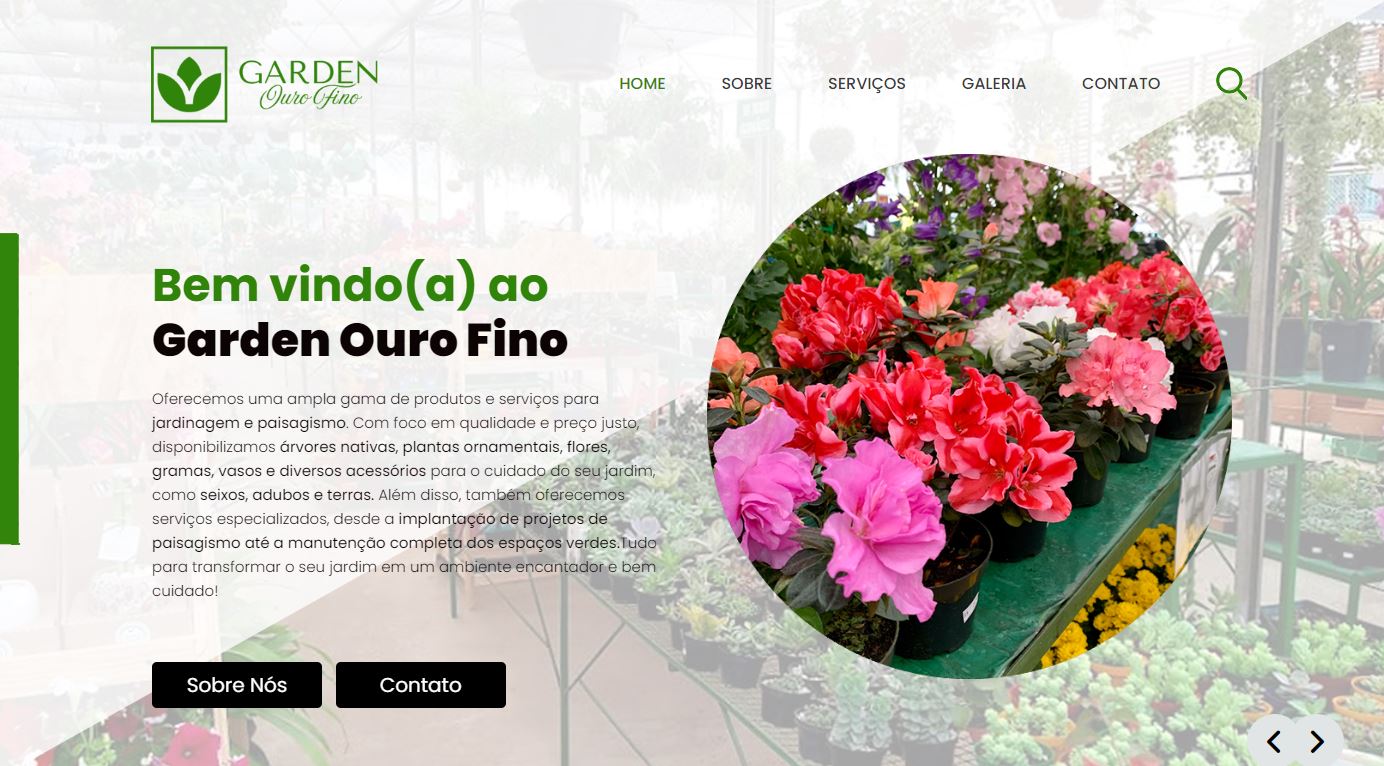 GARDEN
Ouro Fino
HOME SOBRE SERVIÇOS GALERIA CONTATO
Bem vindo(a) ao
Garden Ouro Fino
Oferecemos uma ampla gama de produtos e serviços para
jardinagem e paisagismo. Com foco em qualidade e preço justo,
disponibilizamos árvores nativas, plantas ornamentais, flores,
gramas, vasos e diversos acessórios para o cuidado do seu jardim,
como seixos, adubos e terras. Além disso, também oferecemos
serviços especializados, desde a implantação de projetos de
paisagismo até a manutenção completa dos espaços verdes.Tudo
para transformar o seu jardim em um ambiente encantador e bem
cuidado!
Sobre Nós Contato